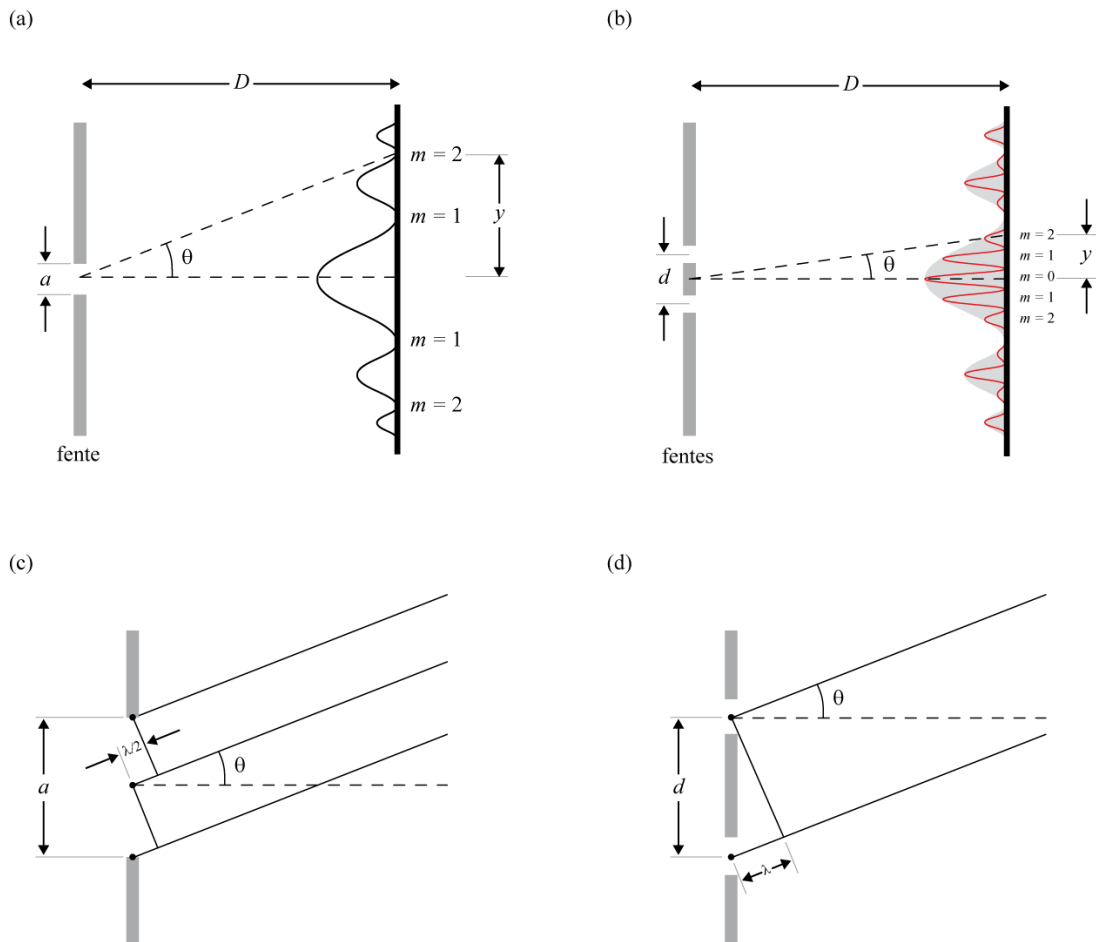 (a)
D
m = 2
m = 1
y
θ
a
m = 1
m = 2
fente
(b)
D
m = 2
m = 1
m = 0
m = 1
m = 2
y
θ
d
fentes
(c)
λ/2
θ
a
(d)
θ
d
λ